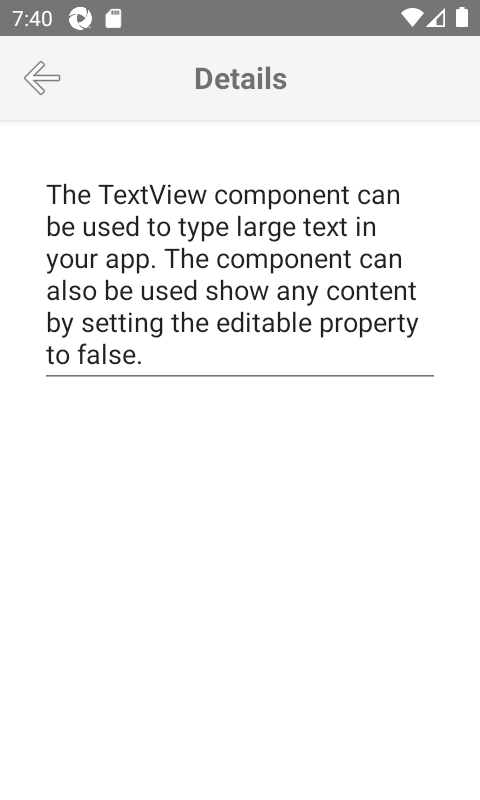 7:40
Details
The TextView component can
be used to type large text in
your app. The component can
also be used show any content
by setting the editable property
to false.